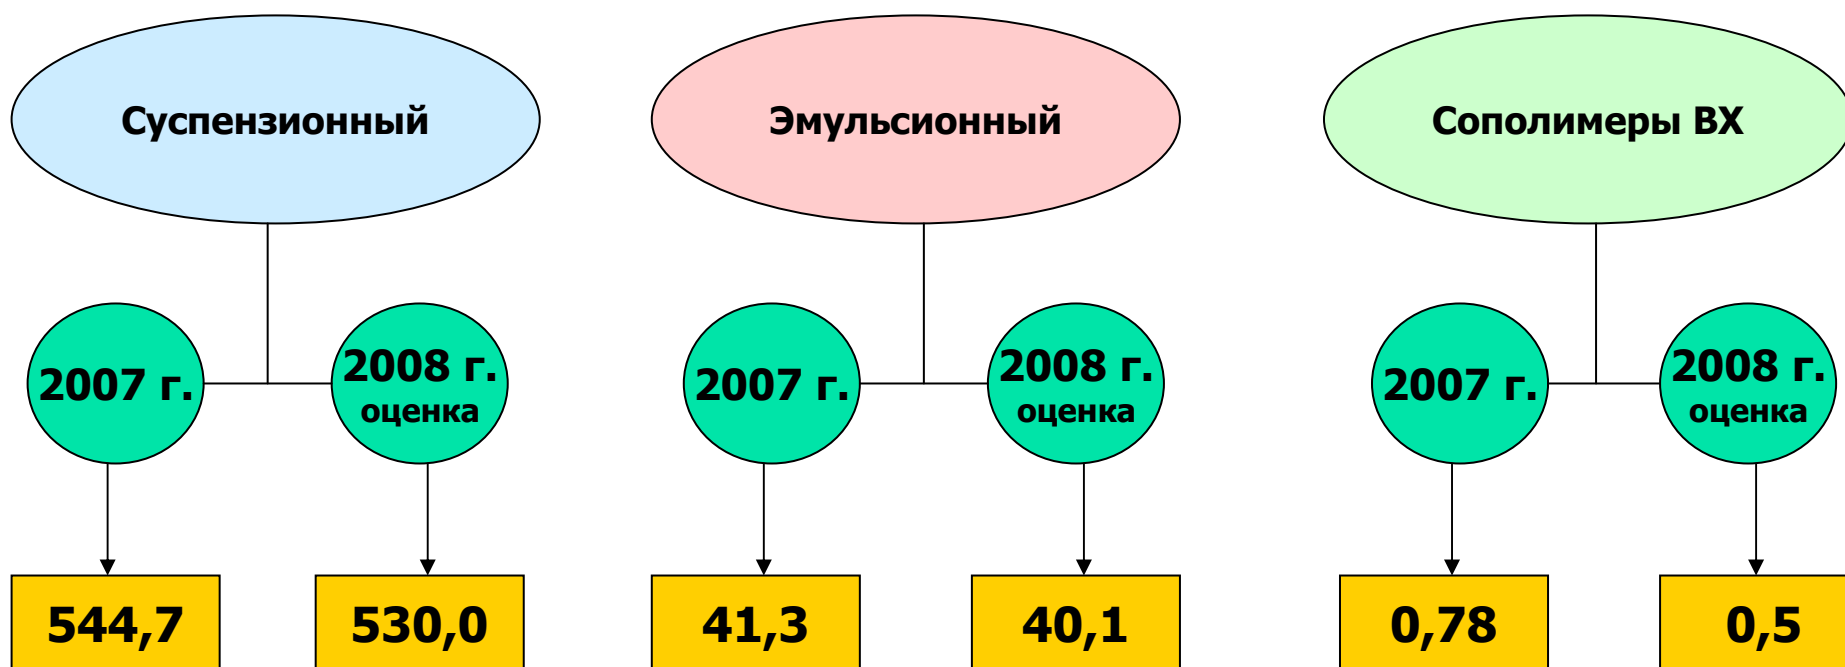 Суспензионный
Эмульсионный
Сополимеры ВХ
2007 г.
2008 г.
оценка
2007 г.
2008 г.
оценка
2007 г.
2008 г.
оценка
544,7
530,0
41,3
40,1
0,78
0,5